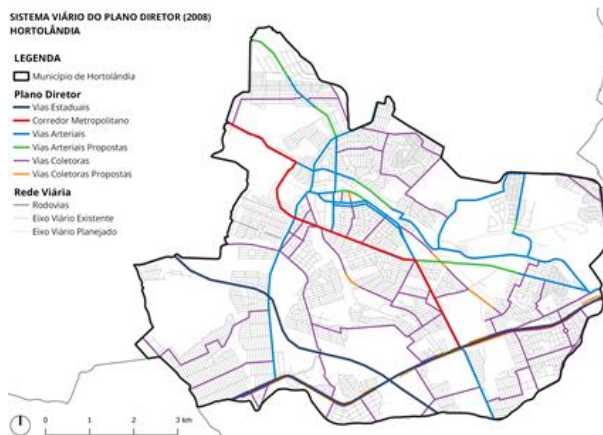 SISTEMA VIÁRIO DO PLANO DIRETOR (2008)
HORTOLÂNDIA
LEGENDA
Município de Hortolândia
Plano Diretor
Vias Estaduais
Corredor Metropolitano
Vias Arteriais
Vias Arteriais Propostas
Vias Coletoras
Vias Coletoras Propostas
Rede Viária
Rodovias
Eixo Viário Existente
Eixo Viário Planejado
0 1 2 3 km